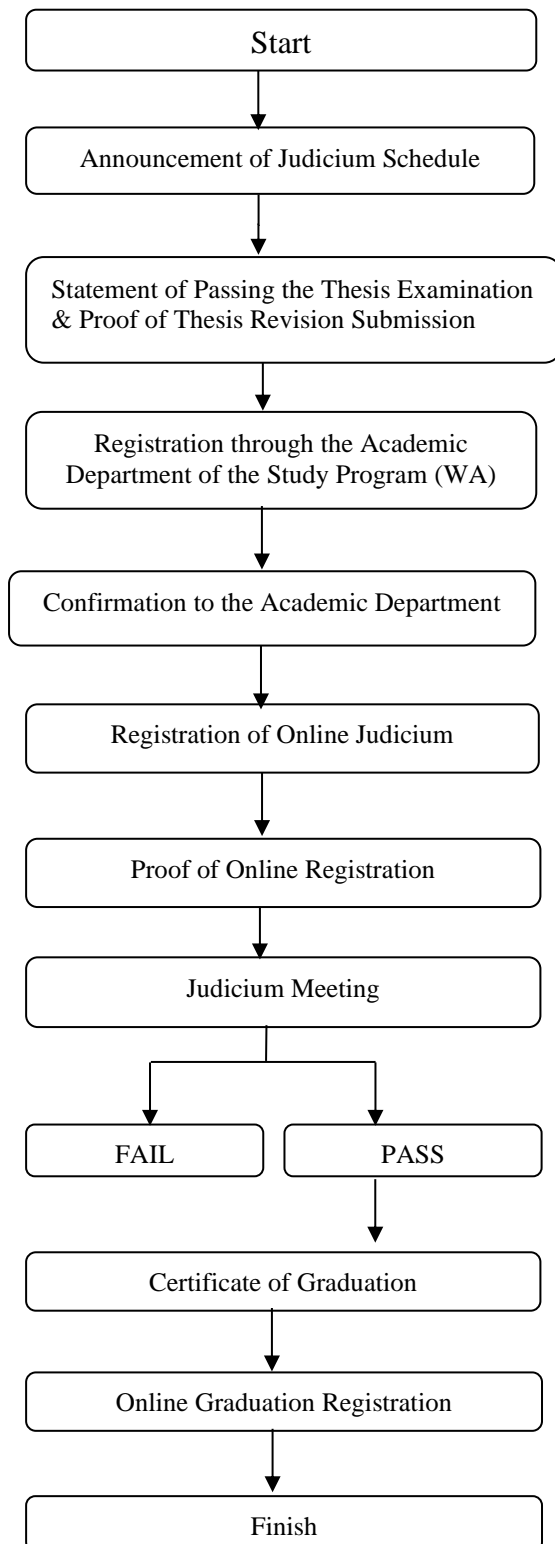 Start
Announcement of Judicium Schedule
Statement of Passing the Thesis Examination
& Proof of Thesis Revision Submission
Registration through the Academic
Department of the Study Program (WA)
Confirmation to the Academic Department
Registration of Online Judicium
Proof of Online Registration
Judicium Meeting
FAIL
PASS
Certificate of Graduation
Online Graduation Registration
Finish